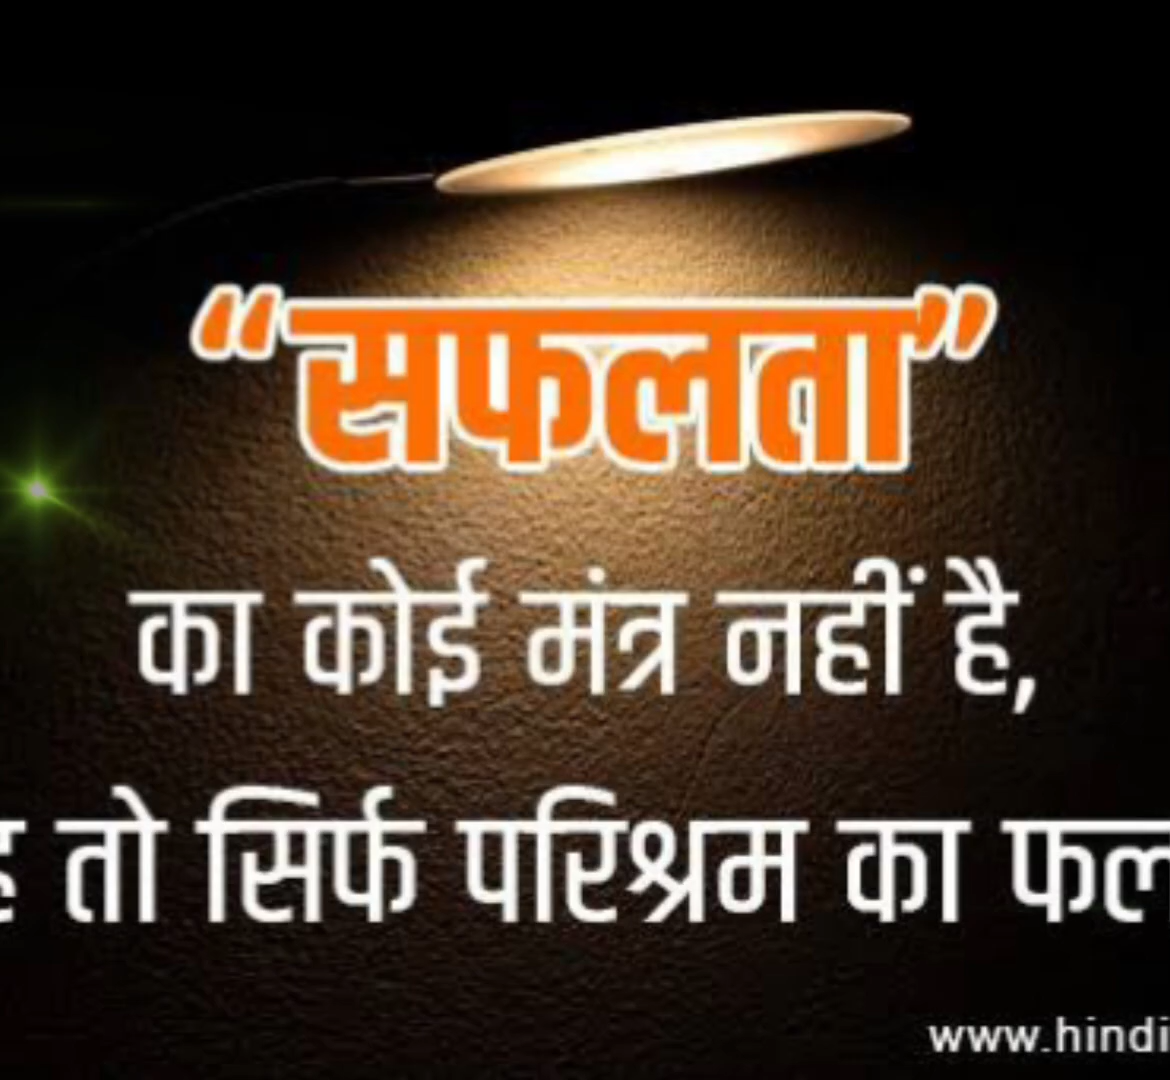 “सफलता”
का कोई मंत्र नहीं है,
तो सिर्फ परिश्रम का फल
www.hindi